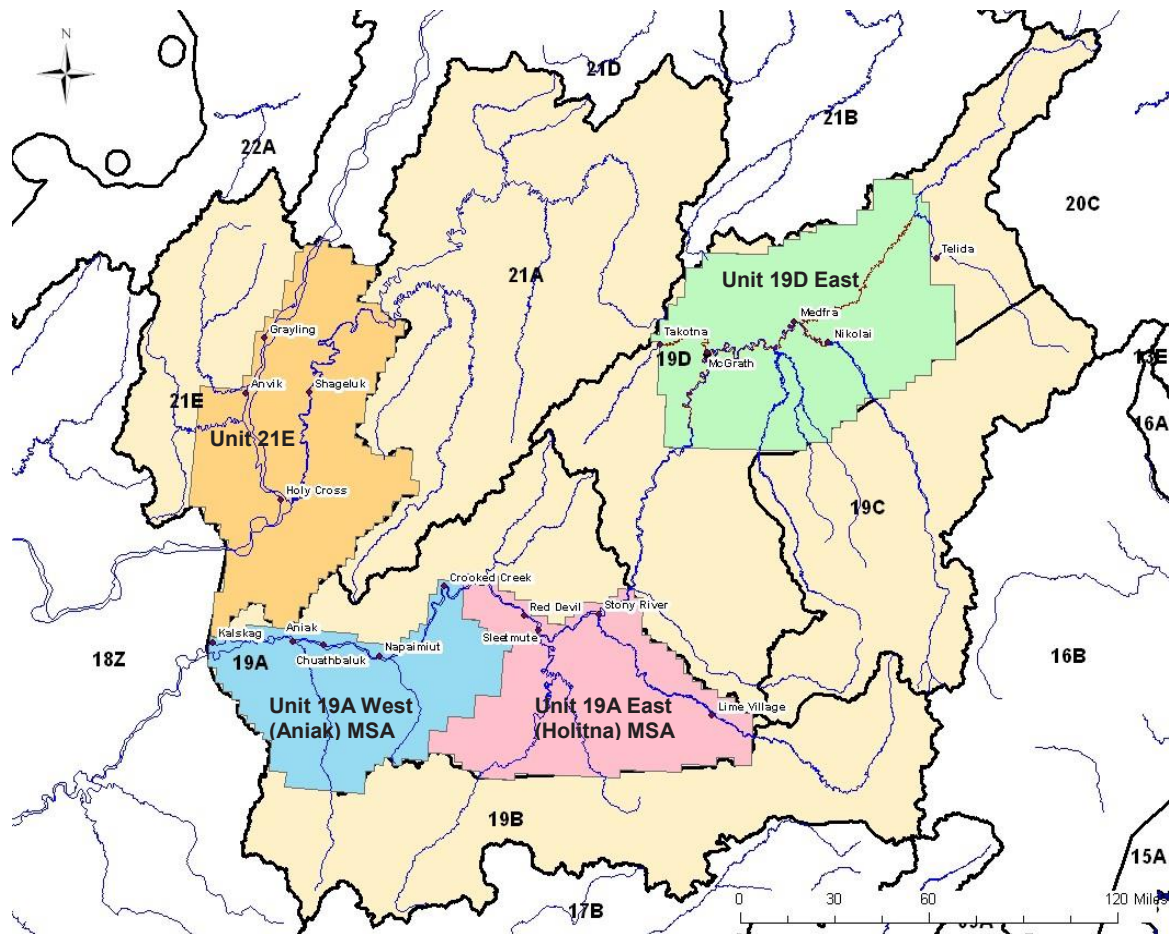 N
21D
21B
22A
20C
Telida
21A
Unit 19D East
Medfra
Takotna
Nikolai
19D
McGrath
Grayling
Anvik
Shageluk
21E
Unit 21E
13E
16A
Holy Cross
19C
Crooked Creek
Red Devil
Stony River
Sleetmute
Kalskag
Aniak
Chuathbaluk
Napaimiut
18Z
19A
16B
Unit 19A West
(Aniak) MSA
Unit 19A East
(Holitna) MSA
Lime Village
19B
15A
17B
0 30 60 120 Miles